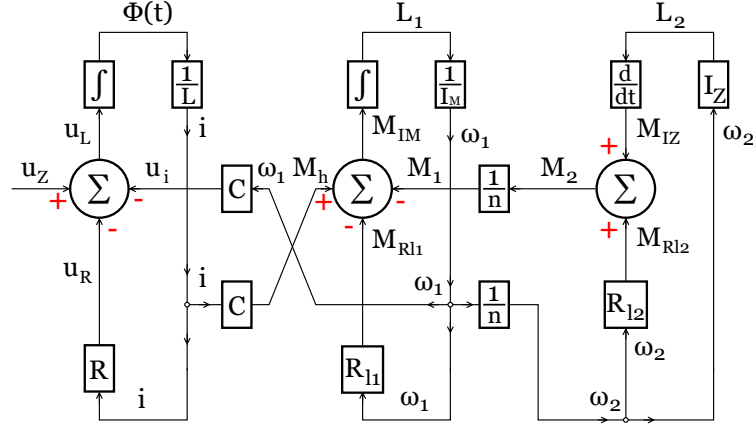 Φ(t) L₁ L₂
∫ 1/L ∫ 1/I_M d/dt I_Z
u_L i M_IM ω₁ M_IZ ω₂
+
u_Z Σ u_i C ω₁ M_h Σ M₁ 1/n M₂ Σ
+ - - + - - +
M_Rl1 M_Rl2
u_R i C ω₁ 1/n R_l2
R R_l1 ω₂
i ω₁ ω₂